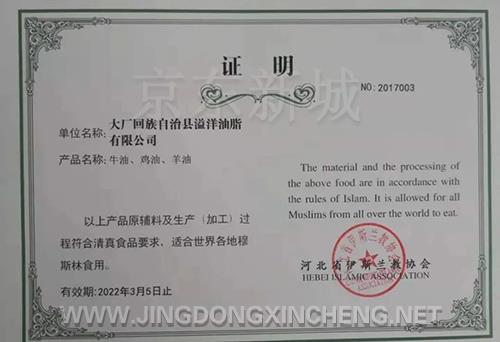 京东新城
证 明
NO: 2017003
单位名称: 大厂回族自治县溢洋油脂
有限公司
产品名称: 牛油、鸡油、羊油
以上产品原辅料及生产（加工）过
程符合清真食品要求，适合世界各地穆
斯林食用。
有效期: 2022年3月5日止
The material and the processing of
the above food are in accordance with
the rules of Islam. It is allowed for all
Muslims from all over the world to eat.
河北省伊斯兰教协会
HEBEI ISLAMIC ASSOCIATION
WWW.JINGDONGXINCHENG.NET